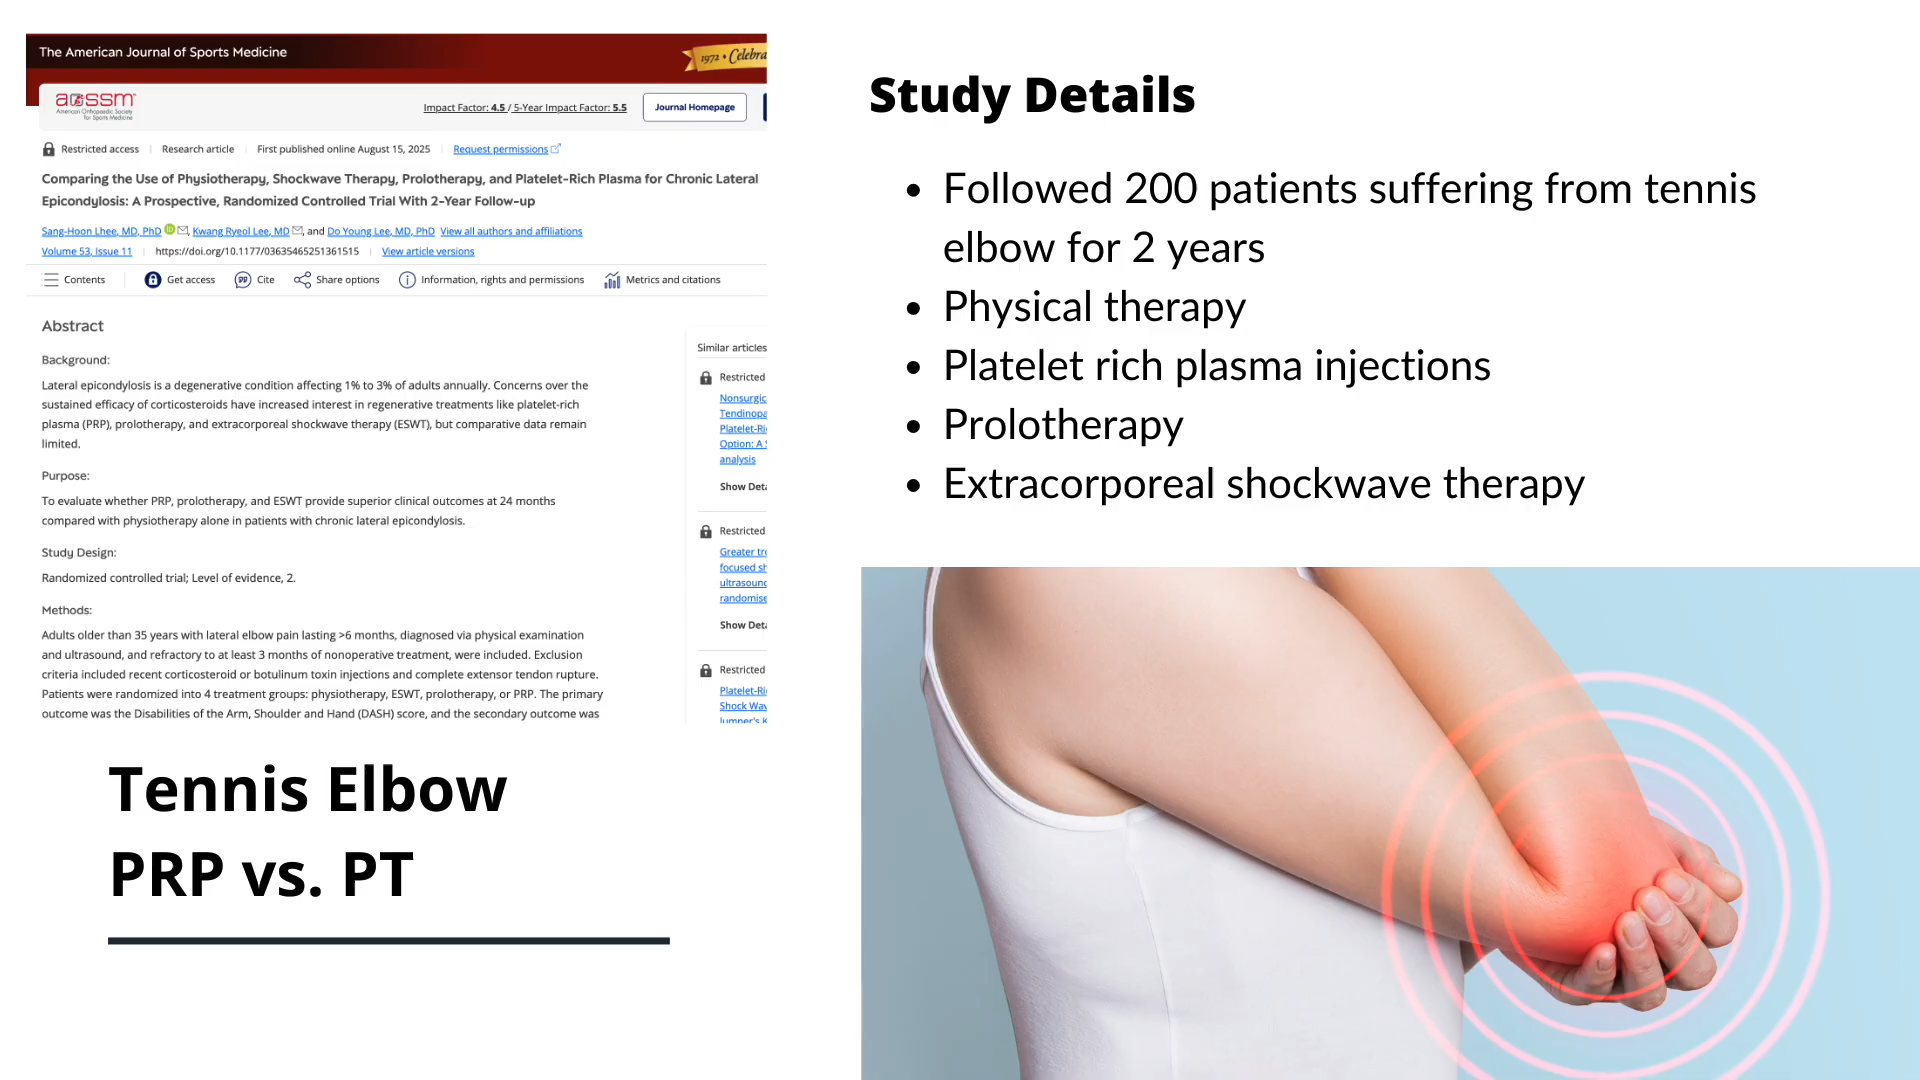 The American Journal of Sports Medicine
1972 • Celebra
aossm
American Orthopaedic Society
for Sports Medicine
Impact Factor: 4.5 / 5-Year Impact Factor: 5.5
Journal Homepage
Restricted access
Research article
First published online August 15, 2025
Request permissions
Comparing the Use of Physiotherapy, Shockwave Therapy, Prolotherapy, and Platelet-Rich Plasma for Chronic Lateral
Epicondylosis: A Prospective, Randomized Controlled Trial With 2-Year Follow-up
Sang-Hoon Lhee, MD, PhD iD, Kwang Ryeol Lee, MD, and Do Young Lee, MD, PhD View all authors and affiliations
Volume 53, Issue 11
https://doi.org/10.1177/03635465251361515
View article versions
Contents
Get access
Cite
Share options
Information, rights and permissions
Metrics and citations
Abstract
Background:
Lateral epicondylosis is a degenerative condition affecting 1% to 3% of adults annually. Concerns over the
sustained efficacy of corticosteroids have increased interest in regenerative treatments like platelet-rich
plasma (PRP), prolotherapy, and extracorporeal shockwave therapy (ESWT), but comparative data remain
limited.
Purpose:
To evaluate whether PRP, prolotherapy, and ESWT provide superior clinical outcomes at 24 months
compared with physiotherapy alone in patients with chronic lateral epicondylosis.
Study Design:
Randomized controlled trial; Level of evidence, 2.
Methods:
Adults older than 35 years with lateral elbow pain lasting >6 months, diagnosed via physical examination
and ultrasound, and refractory to at least 3 months of nonoperative treatment, were included. Exclusion
criteria included recent corticosteroid or botulinum toxin injections and complete extensor tendon rupture.
Patients were randomized into 4 treatment groups: physiotherapy, ESWT, prolotherapy, or PRP. The primary
outcome was the Disabilities of the Arm, Shoulder and Hand (DASH) score, and the secondary outcome was
Similar articles
Restricted
Nonsurgic
Tendinopa
Platelet-Ri
Option: A S
analysis
Show Deta
Restricted
Greater tro
focused sh
ultrasound
randomise
Show Deta
Restricted
Platelet-Ri
Shock Wav
Jumper's K
Tennis Elbow
PRP vs. PT
Study Details
• Followed 200 patients suffering from tennis
elbow for 2 years
• Physical therapy
• Platelet rich plasma injections
• Prolotherapy
• Extracorporeal shockwave therapy